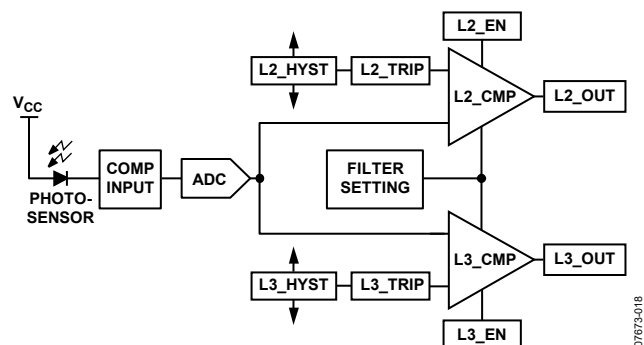 L2_EN
L2_HYST
L2_TRIP
L2_CMP
L2_OUT
VCC
PHOTO-
SENSOR
COMP
INPUT
ADC
FILTER
SETTING
L3_CMP
L3_OUT
L3_HYST
L3_TRIP
L3_EN
07673-018